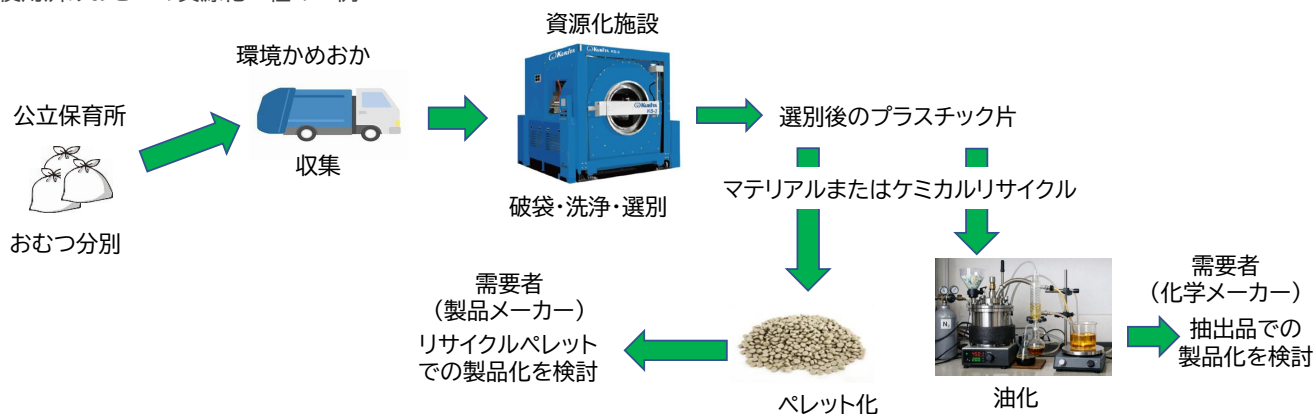 資源化施設
環境かめおか
公立保育所
収集
おむつ分別
破袋・洗浄・選別
選別後のプラスチック片
マテリアルまたはケミカルリサイクル
需要者
（製品メーカー）
リサイクルペレット
での製品化を検討
ペレット化
油化
需要者
（化学メーカー）
抽出品での
製品化を検討